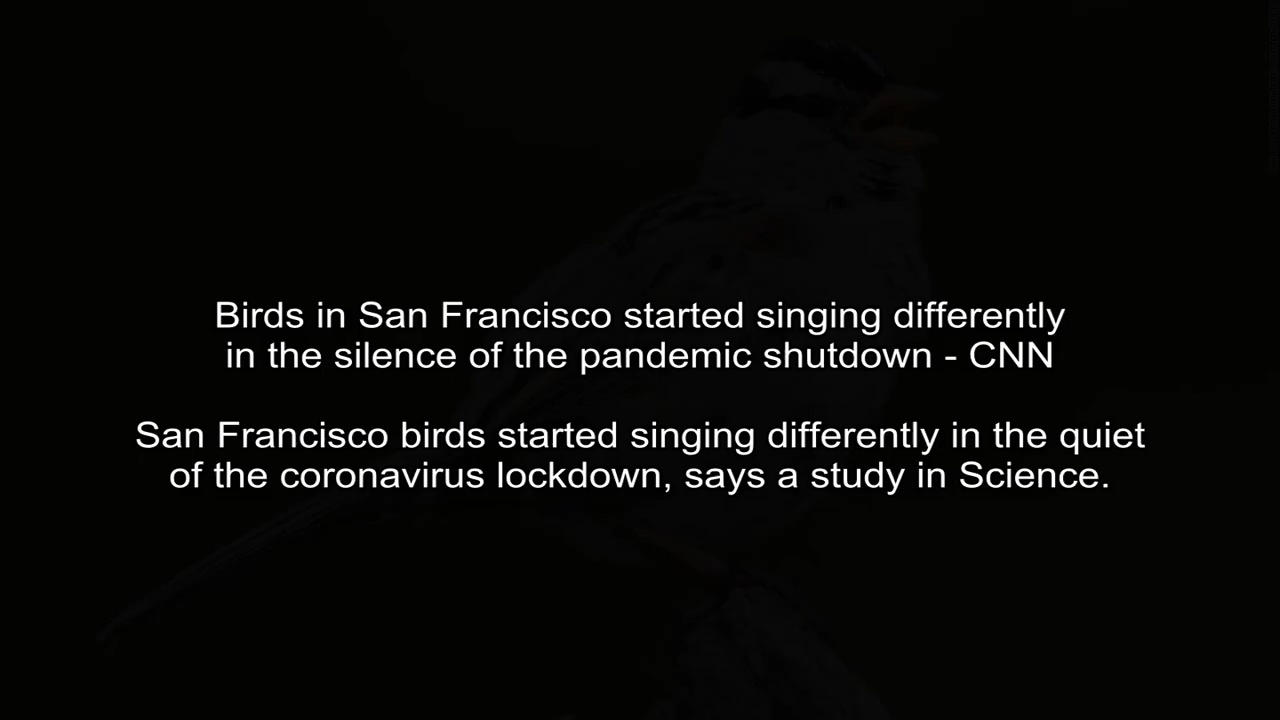 Birds in San Francisco started singing differently
in the silence of the pandemic shutdown - CNN
San Francisco birds started singing differently in the quiet
of the coronavirus lockdown, says a study in Science.